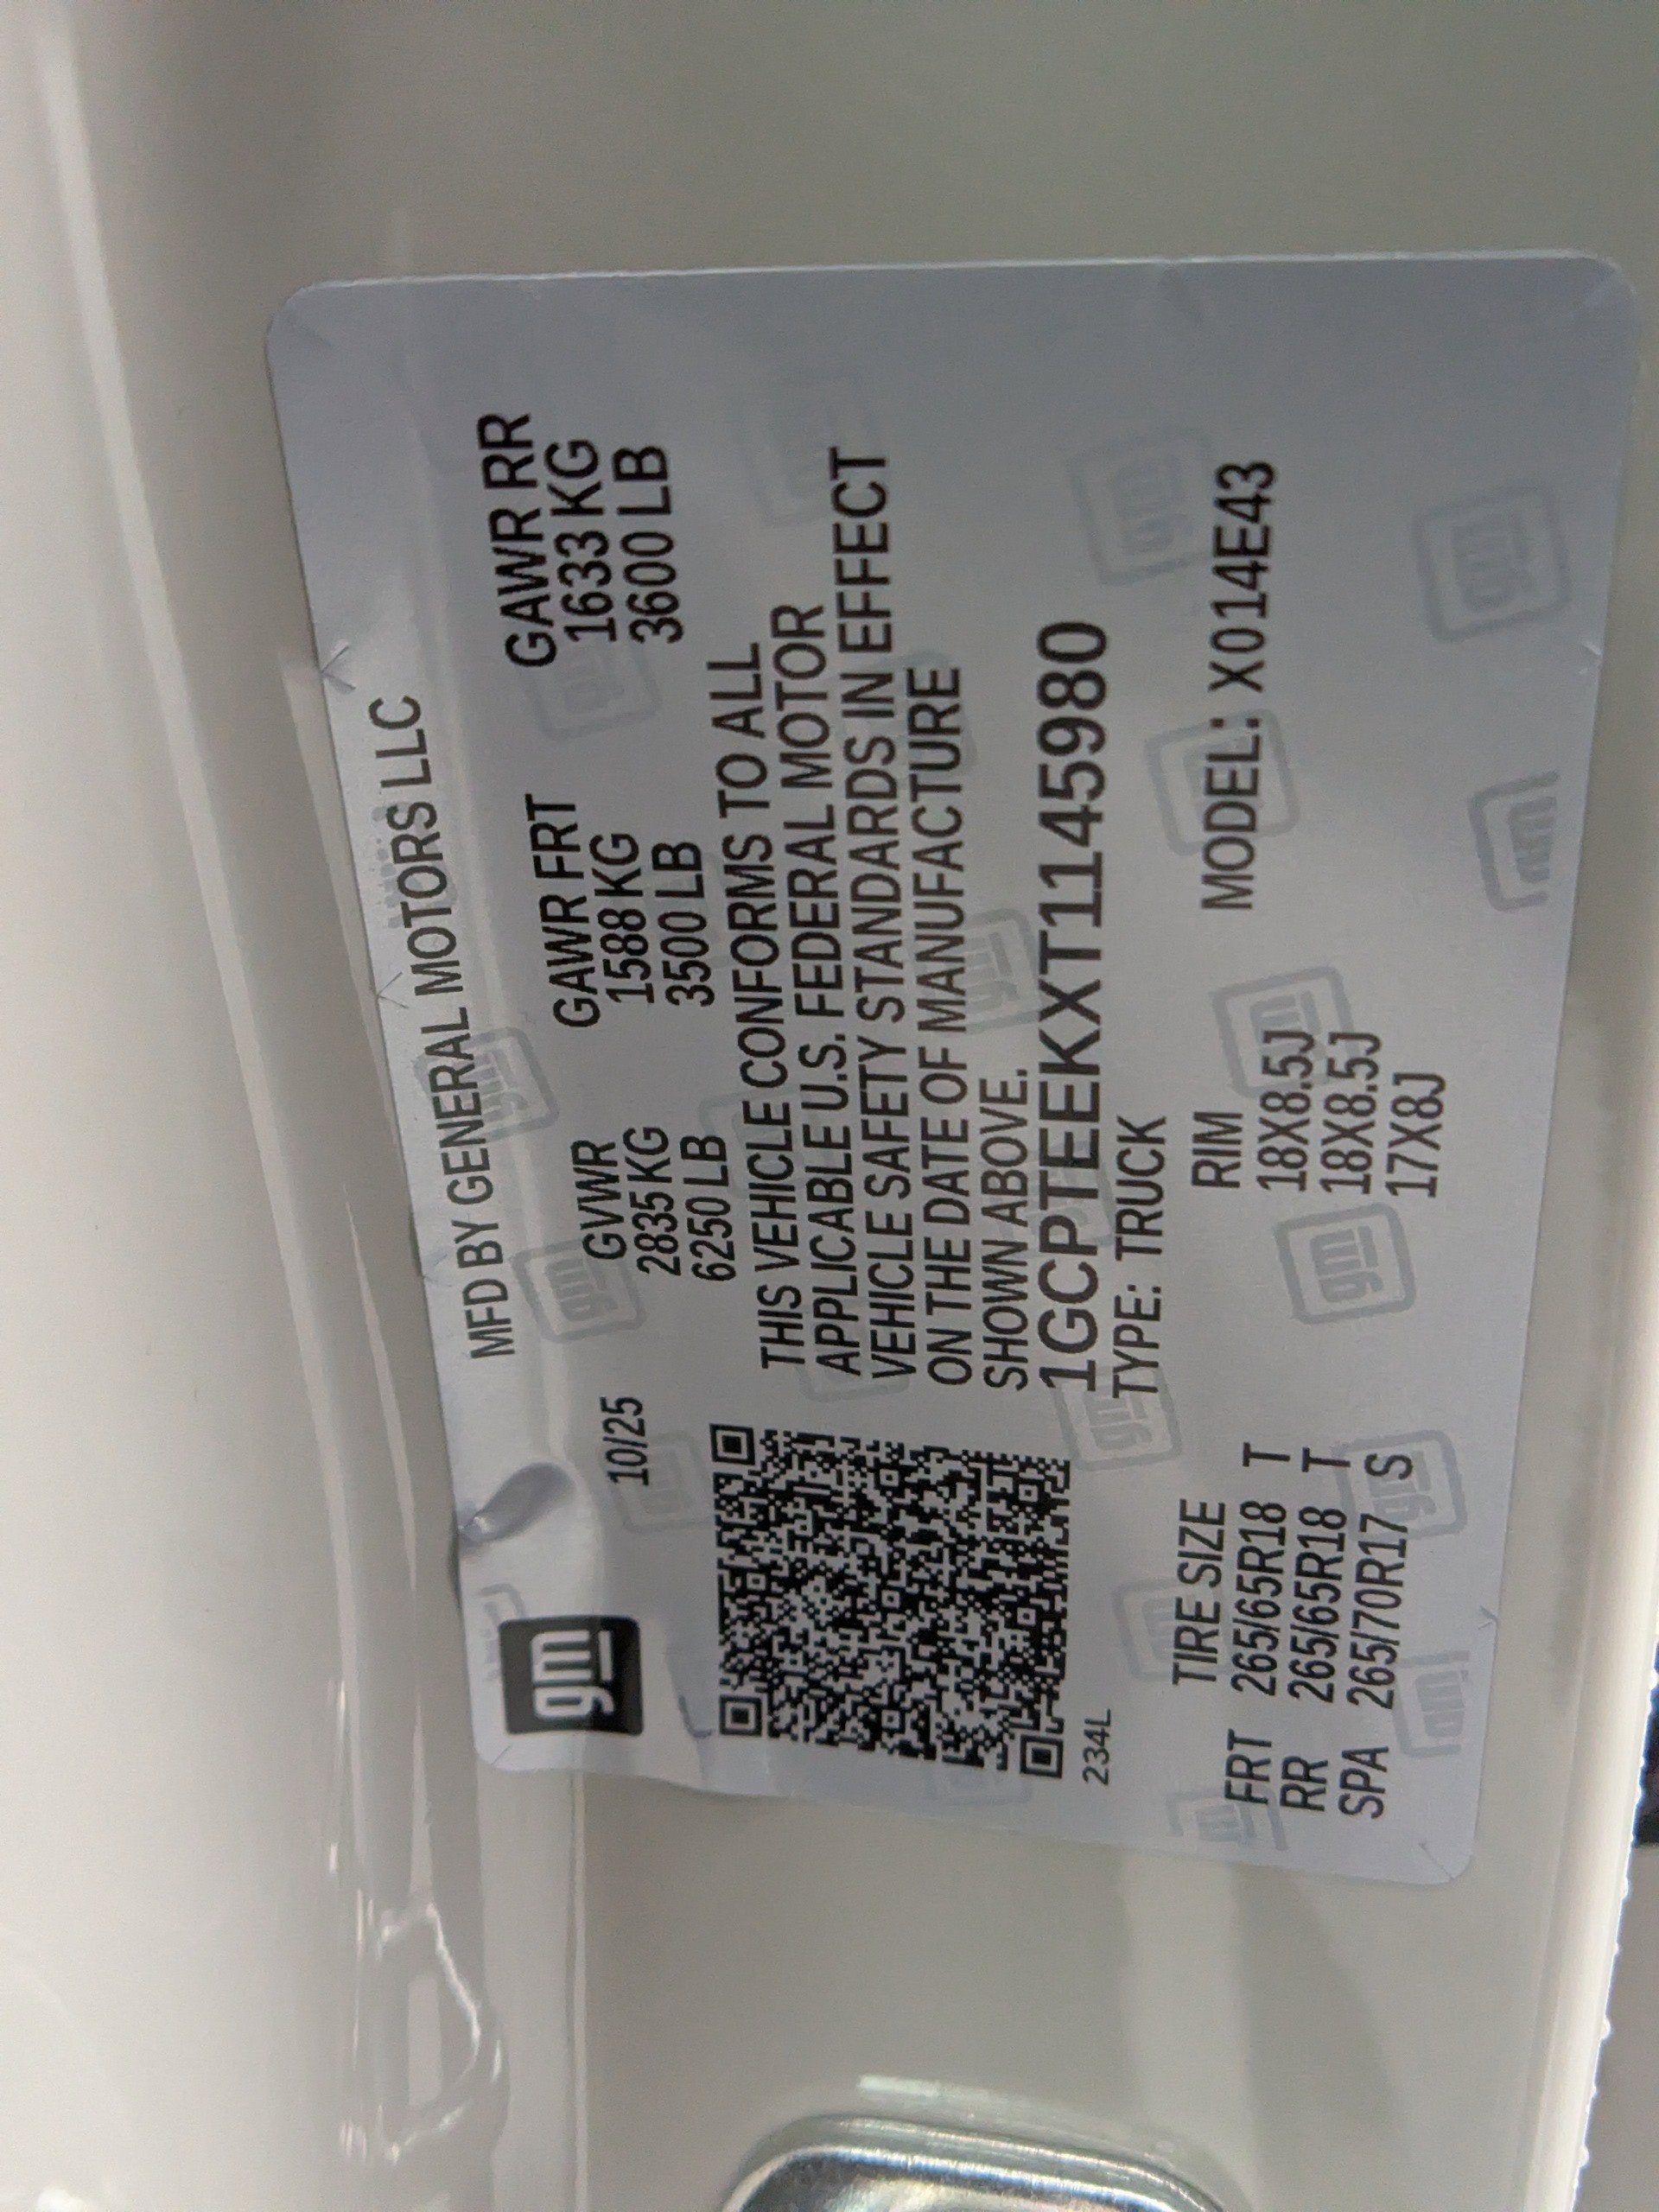 MFD BY GENERAL MOTORS LLC
gm
10/25
GVWR GAWR FRT GAWR RR
2835 KG 1588 KG 1633 KG
6250 LB 3500 LB 3600 LB
THIS VEHICLE CONFORMS TO ALL
APPLICABLE U.S. FEDERAL MOTOR
VEHICLE SAFETY STANDARDS IN EFFECT
ON THE DATE OF MANUFACTURE
SHOWN ABOVE.
1GCPTEEKXT1145980
234L
TYPE: TRUCK
TIRE SIZE RIM MODEL: X014E43
FRT 265/65R18 T 18X8.5J
RR 265/65R18 T 18X8.5J
SPA 265/70R17 S 17X8J